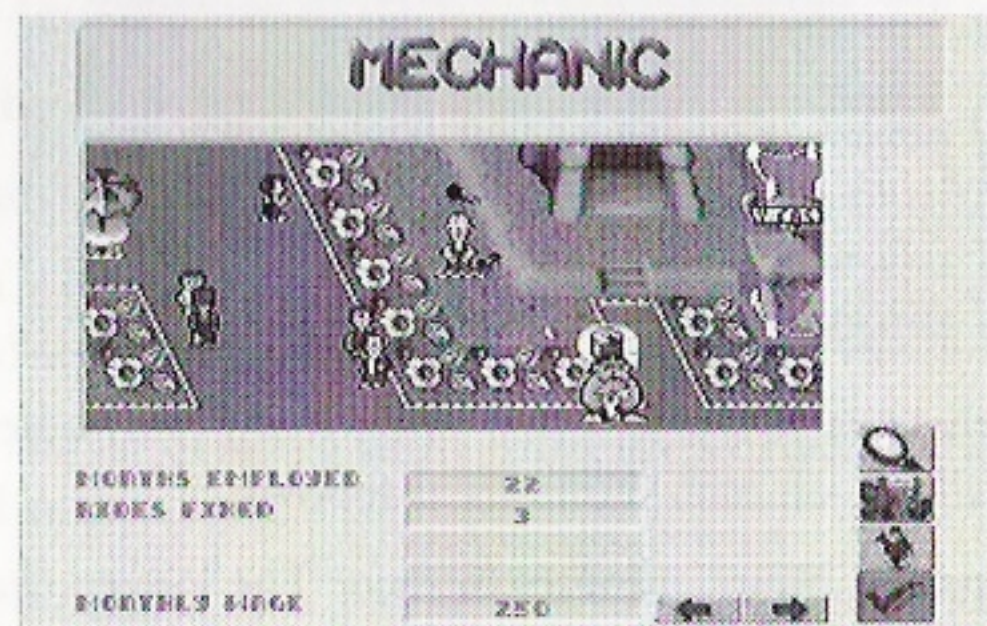 MECHANIC
MONTHS EMPLOYED 22
RIDES FIXED 3
MONTHLY WAGE 250